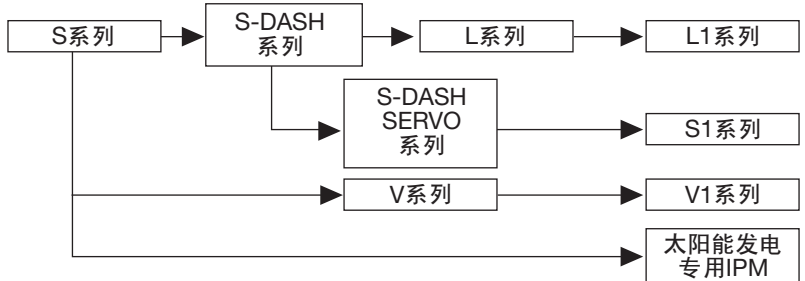 S系列
S-DASH
系列
L系列
L1系列
S-DASH
SERVO
系列
S1系列
V系列
V1系列
太阳能发电
专用IPM